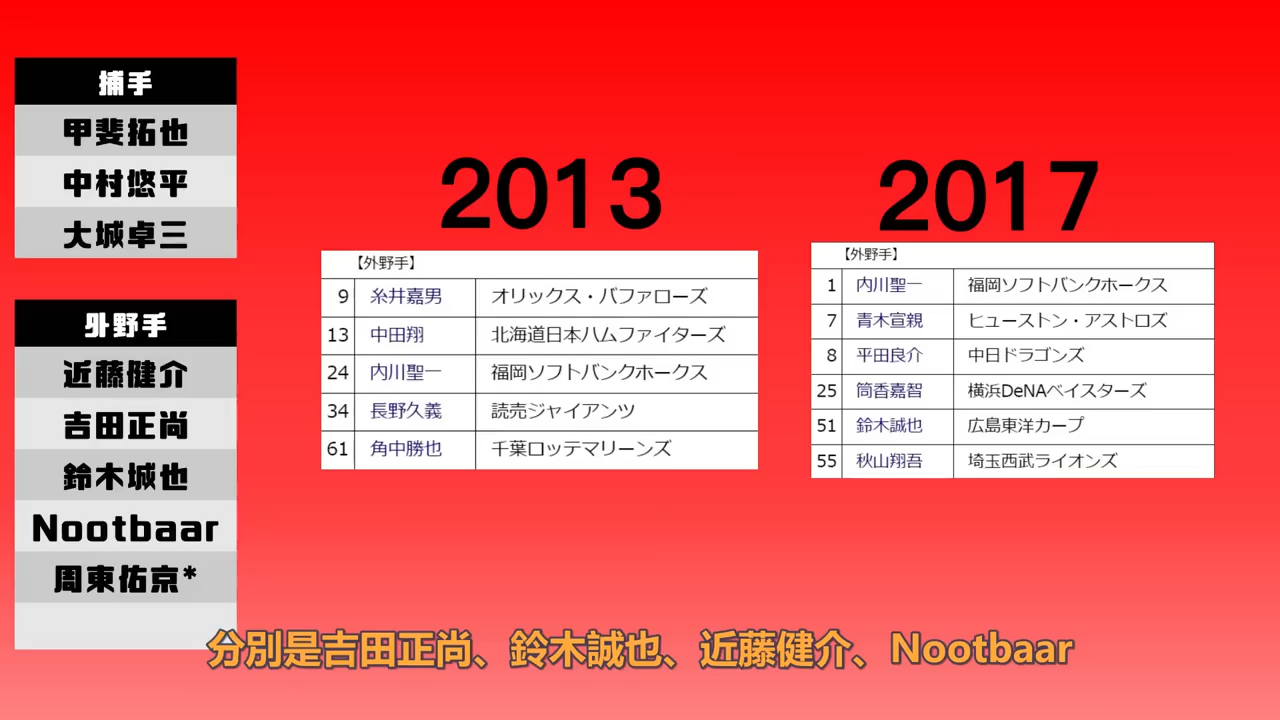 捕手
甲斐拓也
中村悠平
大城卓三
外野手
近藤健介
吉田正尚
鈴木城也
Nootbaar
周東佑京*
2013
【外野手】
9 糸井嘉男 オリックス・バファローズ
13 中田翔 北海道日本ハムファイターズ
24 内川聖一 福岡ソフトバンクホークス
34 長野久義 読売ジャイアンツ
61 角中勝也 千葉ロッテマリーンズ
2017
【外野手】
1 内川聖一 福岡ソフトバンクホークス
7 青木宣親 ヒューストン・アストロズ
8 平田良介 中日ドラゴンズ
25 筒香嘉智 横浜DeNAベイスターズ
51 鈴木誠也 広島東洋カープ
55 秋山翔吾 埼玉西武ライオンズ
分別是吉田正尚、鈴木誠也、近藤健介、Nootbaar